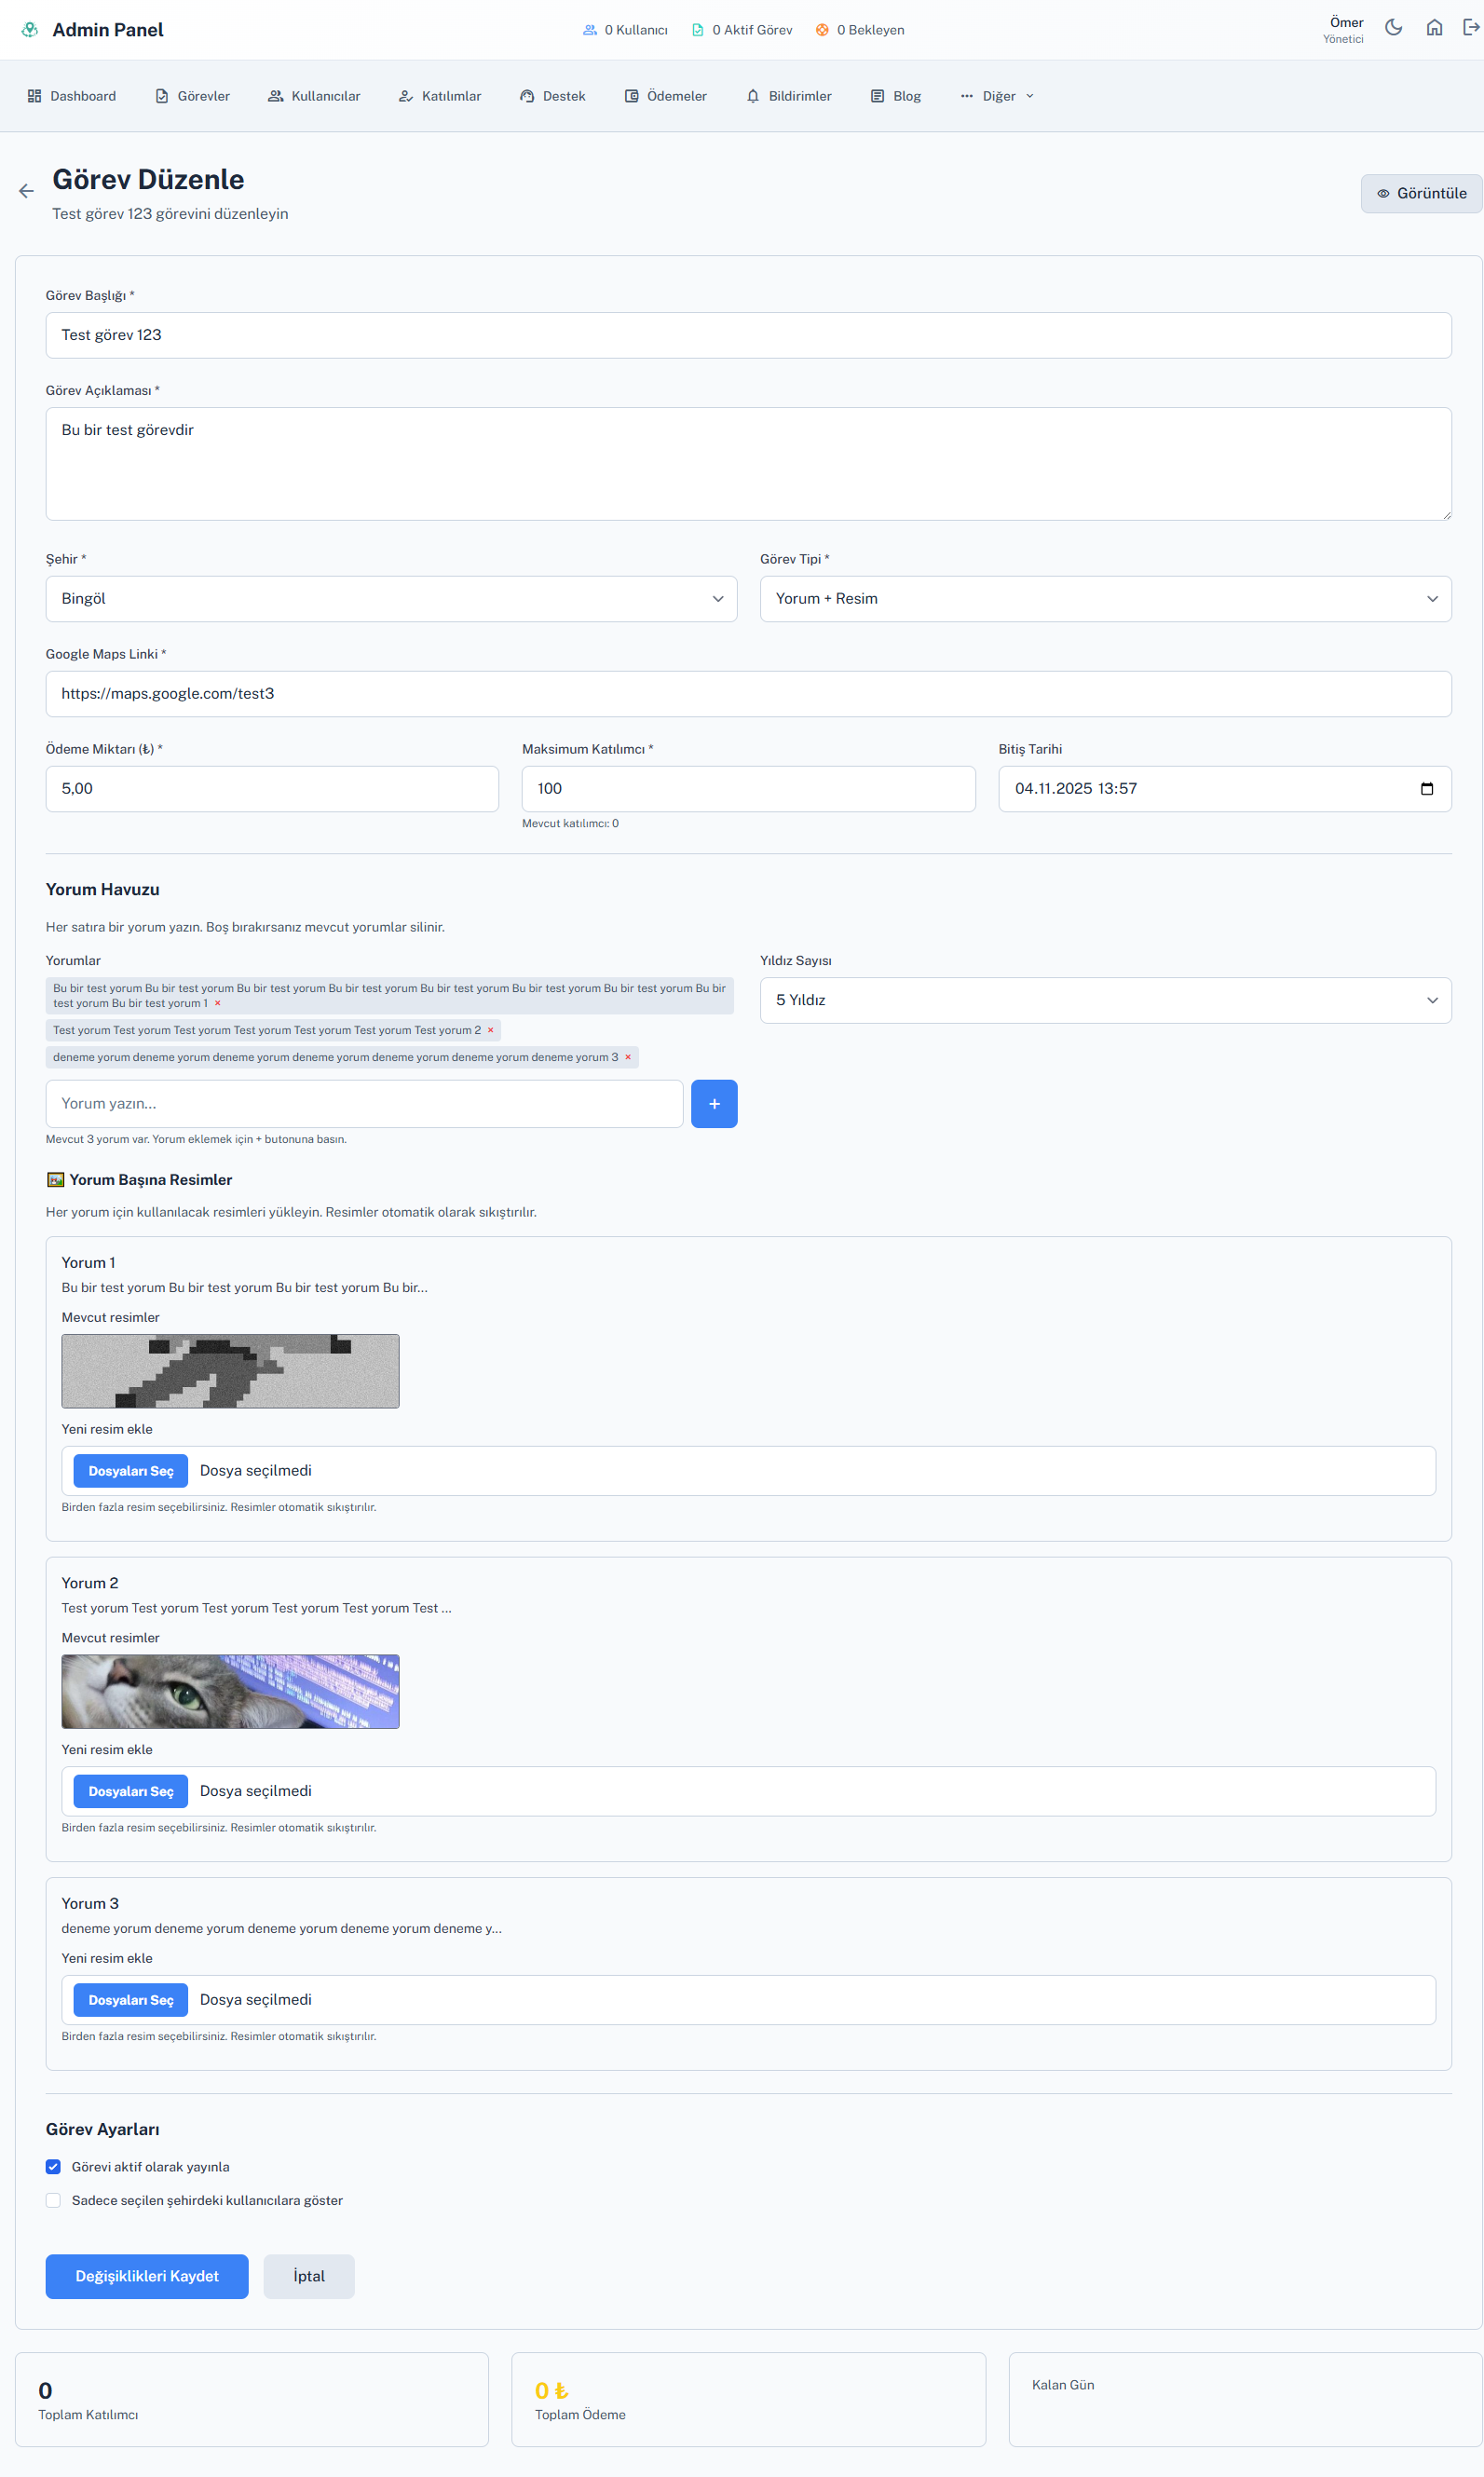 Admin Panel
0 Kullanıcı
0 Aktif Görev
0 Bekleyen
Ömer
Yönetici
Dashboard
Görevler
Kullanıcılar
Katılımlar
Destek
Ödemeler
Bildirimler
Blog
Diğer
Görev Düzenle
Test görev 123 görevini düzenleyin
Görüntüle
Görev Başlığı *
Test görev 123
Görev Açıklaması *
Bu bir test görevdir
Şehir *
Görev Tipi *
Bingöl
Yorum + Resim
Google Maps Linki *
https://maps.google.com/test3
Ödeme Miktarı (₺) *
Maksimum Katılımcı *
Bitiş Tarihi
5,00
100
04.11.2025 13:57
Mevcut katılımcı: 0
Yorum Havuzu
Her satıra bir yorum yazın. Boş bırakırsanız mevcut yorumlar silinir.
Yorumlar
Yıldız Sayısı
Bu bir test yorum Bu bir test yorum Bu bir test yorum Bu bir test yorum Bu bir test yorum Bu bir test yorum Bu bir test yorum Bu bir
test yorum Bu bir test yorum 1 ×
5 Yıldız
Test yorum Test yorum Test yorum Test yorum Test yorum Test yorum Test yorum 2 ×
deneme yorum deneme yorum deneme yorum deneme yorum deneme yorum deneme yorum deneme yorum 3 ×
Yorum yazın...
+
Mevcut 3 yorum var. Yorum eklemek için + butonuna basın.
🖼️ Yorum Başına Resimler
Her yorum için kullanılacak resimleri yükleyin. Resimler otomatik olarak sıkıştırılır.
Yorum 1
Bu bir test yorum Bu bir test yorum Bu bir test yorum Bu bir...
Mevcut resimler
Yeni resim ekle
Dosyaları Seç
Dosya seçilmedi
Birden fazla resim seçebilirsiniz. Resimler otomatik sıkıştırılır.
Yorum 2
Test yorum Test yorum Test yorum Test yorum Test yorum Test ...
Mevcut resimler
Yeni resim ekle
Dosyaları Seç
Dosya seçilmedi
Birden fazla resim seçebilirsiniz. Resimler otomatik sıkıştırılır.
Yorum 3
deneme yorum deneme yorum deneme yorum deneme yorum deneme y...
Yeni resim ekle
Dosyaları Seç
Dosya seçilmedi
Birden fazla resim seçebilirsiniz. Resimler otomatik sıkıştırılır.
Görev Ayarları
Görevi aktif olarak yayınla
Sadece seçilen şehirdeki kullanıcılara göster
Değişiklikleri Kaydet
İptal
0
Toplam Katılımcı
0 ₺
Toplam Ödeme
Kalan Gün